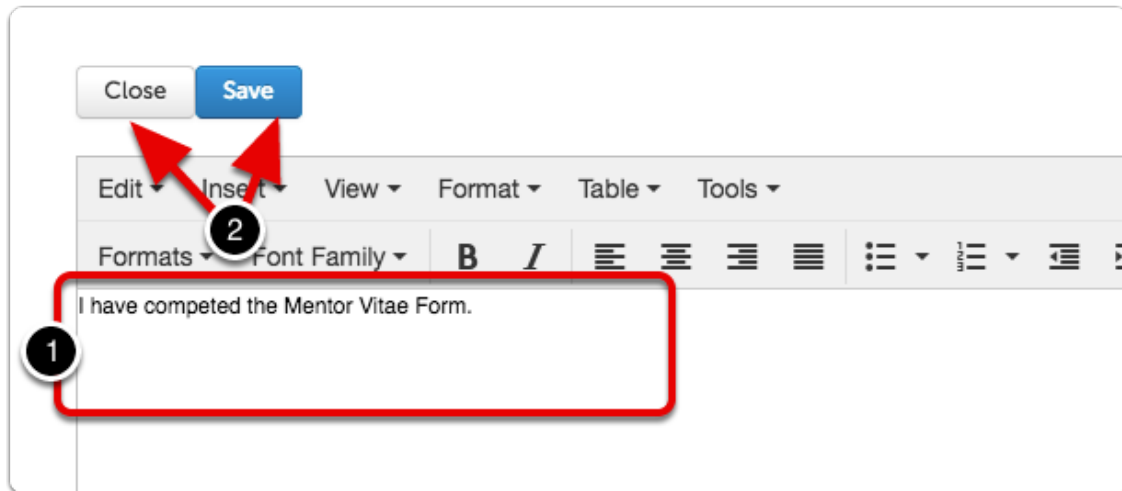 Close Save
Edit Insert View Format Table Tools
2
Formats Font Family B I
I have competed the Mentor Vitae Form.
1